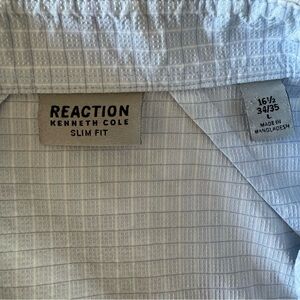 REACTION
KENNETH COLE
SLIM FIT
16½
34/35
L
MADE IN
BANGLADESH